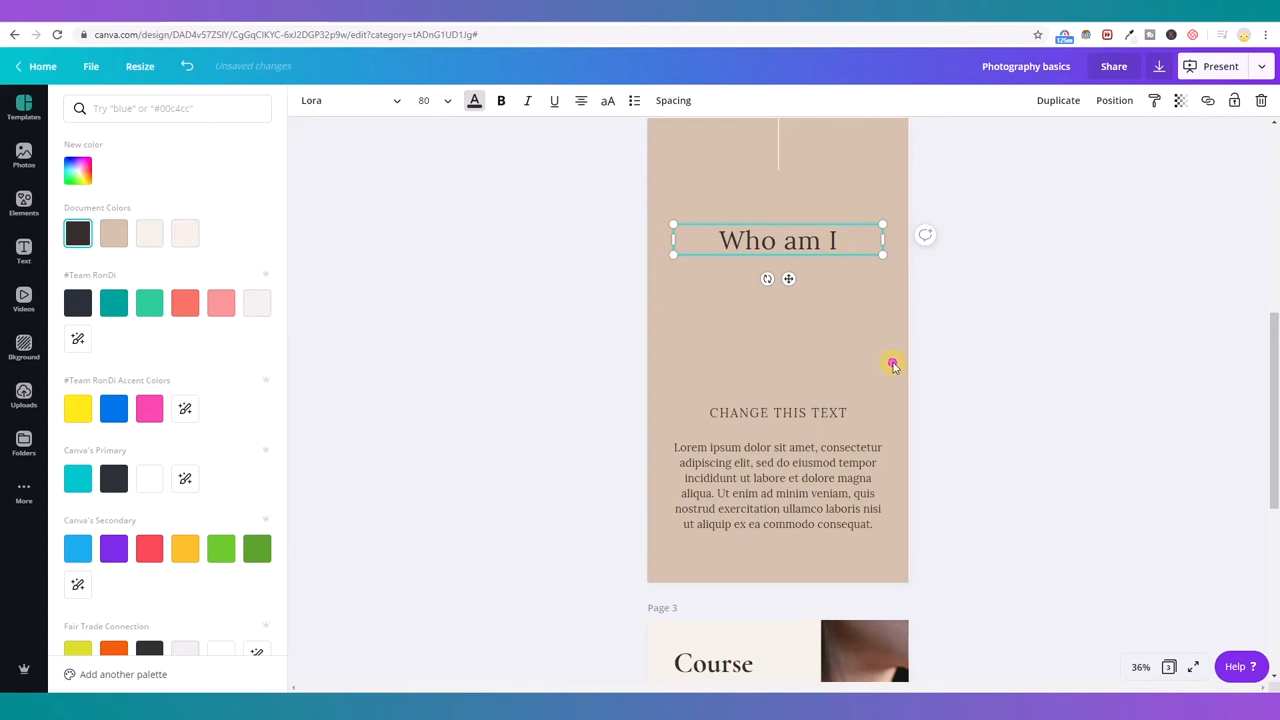 canva.com/design/DAD4v57ZSlY/CgGqClKYC-6xJ2DGP32p9w/edit?category=tADnG1UD1Jg#
125m
Home File Resize Unsaved changes Photography basics Share Present
Templates
Photos
Elements
Text
Videos
Bkground
Uploads
Folders
More
Try "blue" or "#00c4cc"
New color
Document Colors
#Team RonDi
#Team RonDi Accent Colors
Canva's Primary
Canva's Secondary
Fair Trade Connection
Add another palette
Lora 80 A B I U aA Spacing Duplicate Position
Who am I
CHANGE THIS TEXT
Lorem ipsum dolor sit amet, consectetur
adipiscing elit, sed do eiusmod tempor
incididunt ut labore et dolore magna
aliqua. Ut enim ad minim veniam, quis
nostrud exercitation ullamco laboris nisi
ut aliquip ex ea commodo consequat.
Page 3
Course
36% 3 Help ?